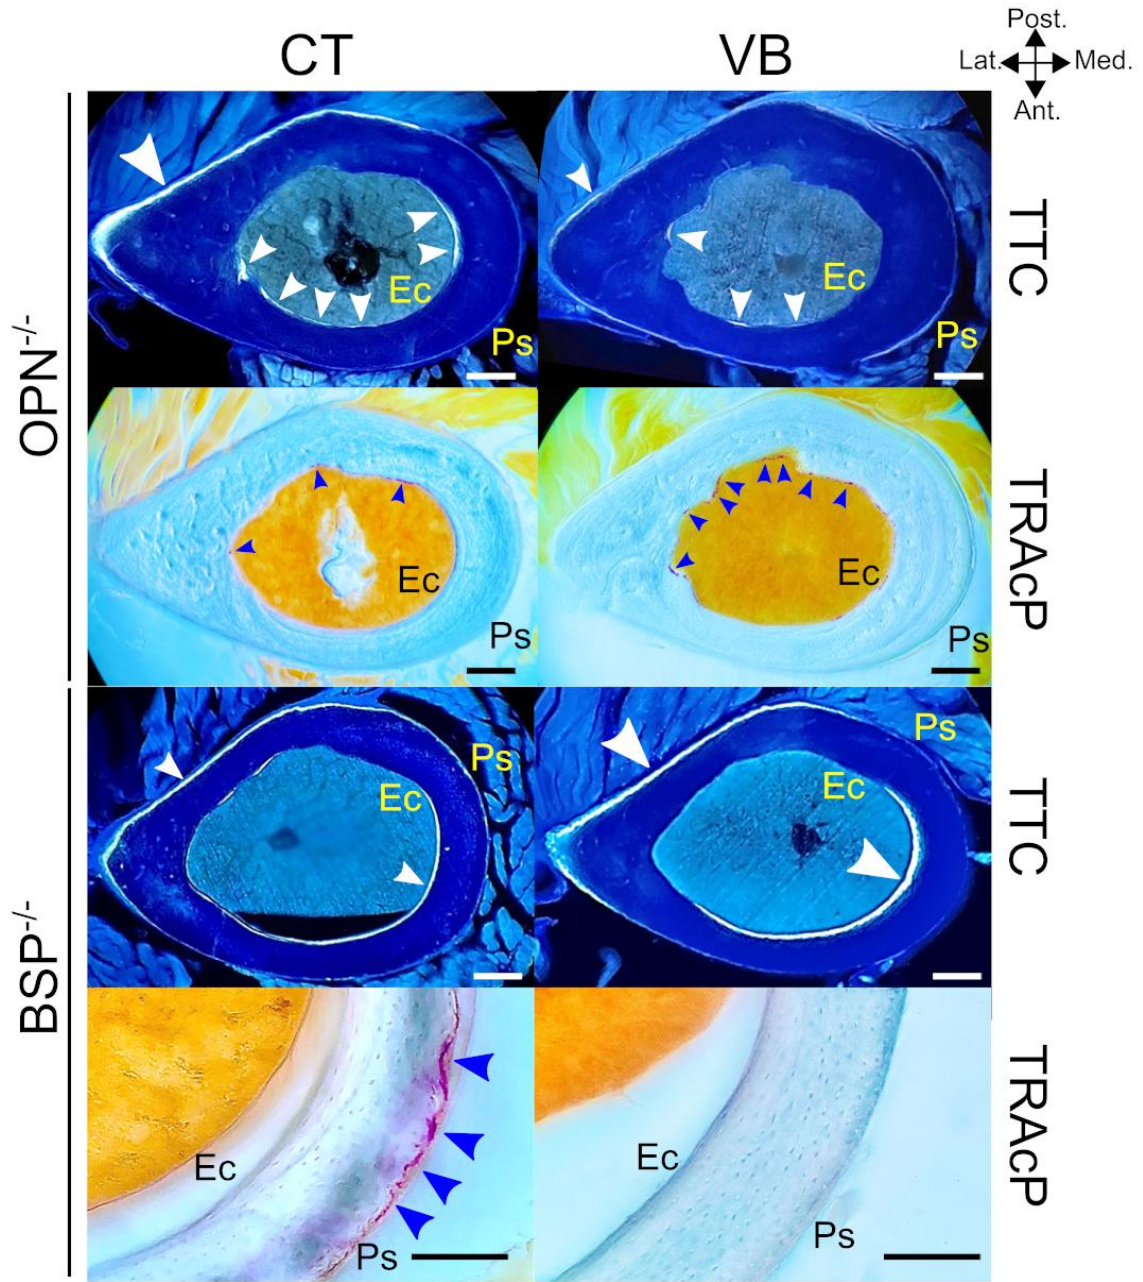 CT
VB
Post.
Lat.
Med.
Ant.
OPN-/-
Ec
Ps
Ec
Ps
TTC
Ec
Ps
Ec
Ps
TRAcP
BSP-/-
Ps
Ec
Ps
Ec
TTC
Ec
Ps
Ec
Ps
TRAcP